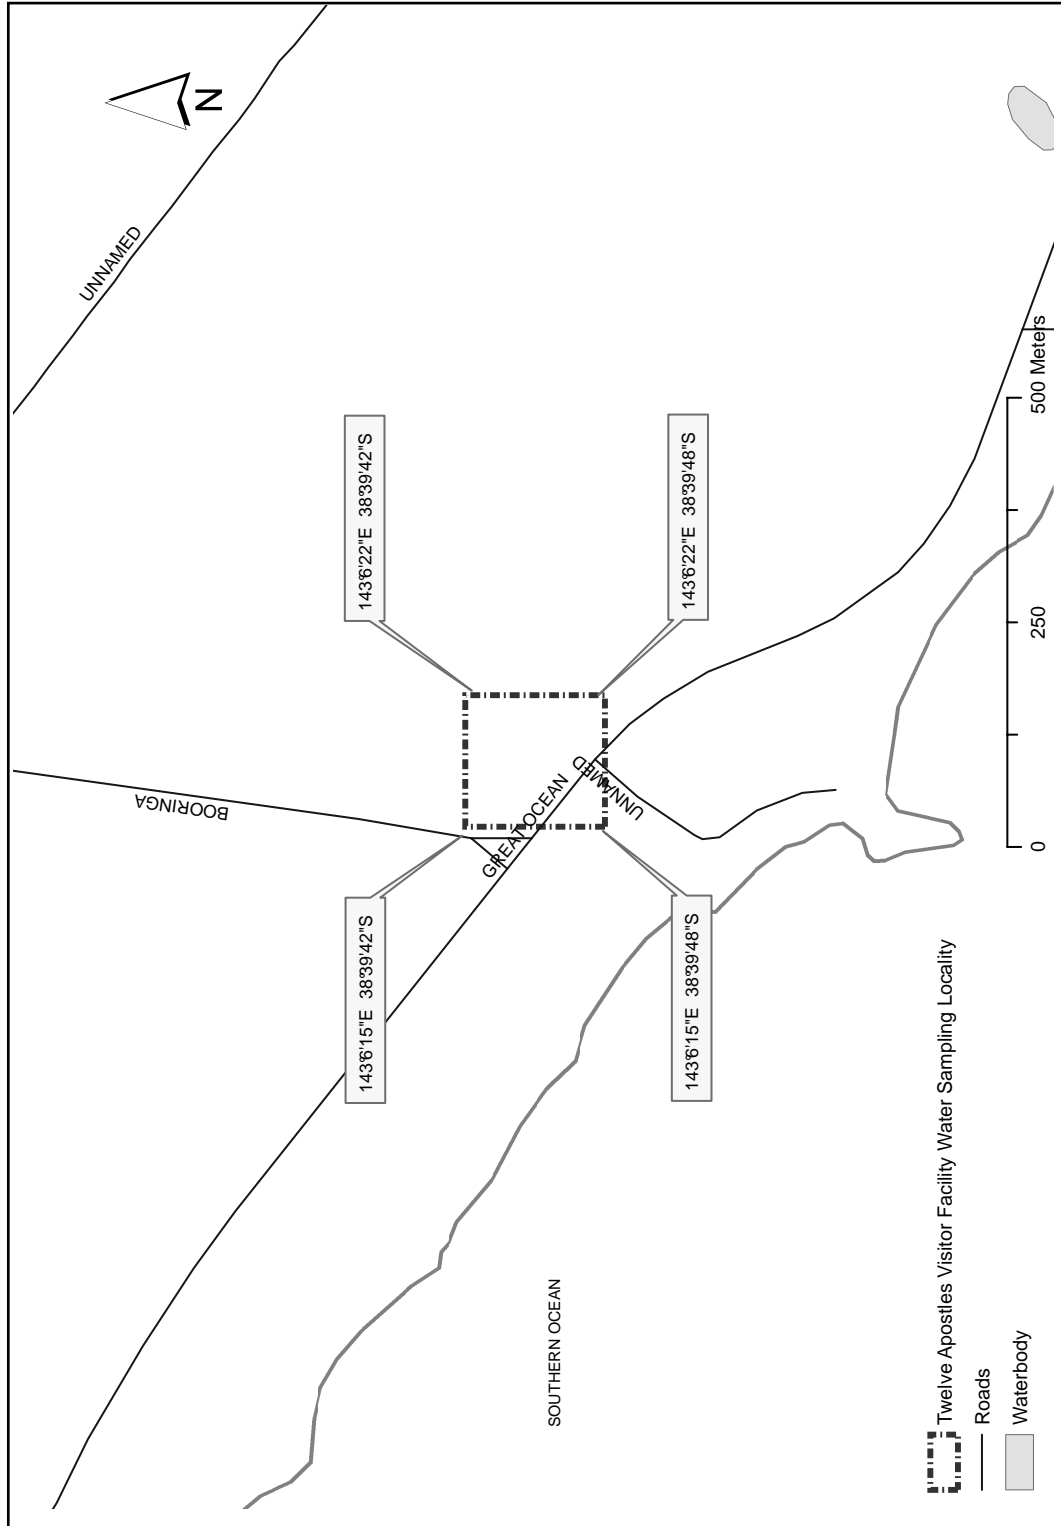 UNNAMED
BOORINGA
N
143°6'15"E 38°39'42"S
143°6'22"E 38°39'42"S
GREAT OCEAN
SOUTHERN OCEAN
UNNAMED
143°6'15"E 38°39'48"S
143°6'22"E 38°39'48"S
Twelve Apostles Visitor Facility Water Sampling Locality
Roads
Waterbody
0 250 500 Meters